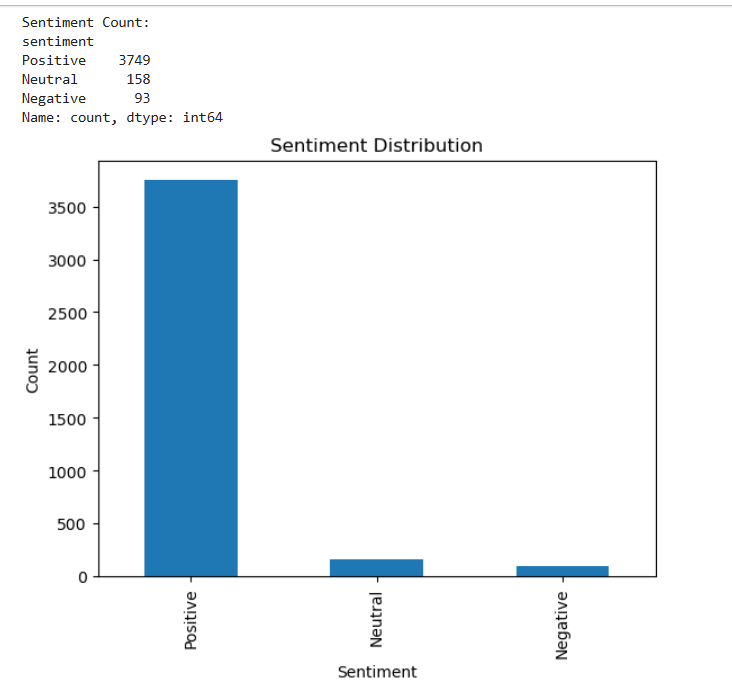 Sentiment Count:
sentiment
Positive    3749
Neutral      158
Negative      93
Name: count, dtype: int64
Sentiment Distribution
3500
3000
2500
2000
1500
1000
500
0
Count
Positive
Neutral
Negative
Sentiment